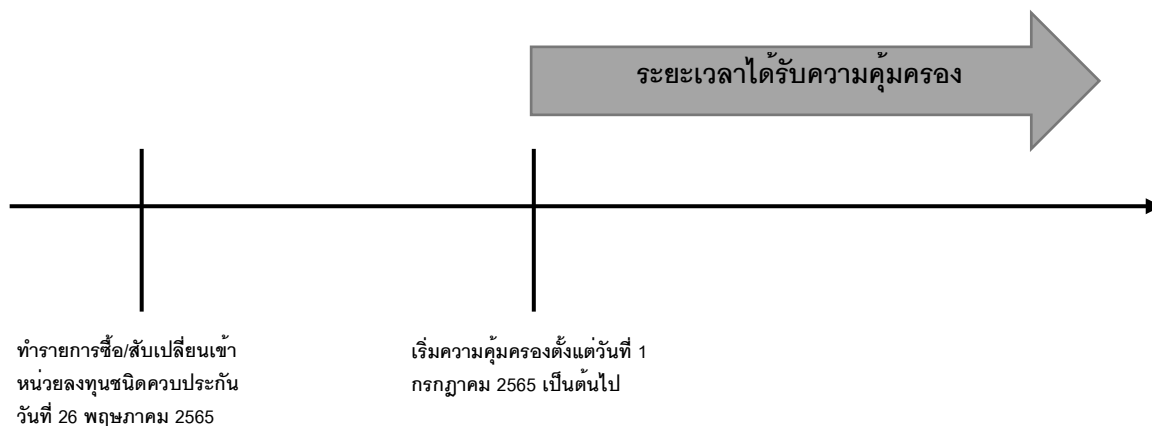 ระยะเวลาได้รับความคุ้มครอง
ทำรายการซื้อ/สับเปลี่ยนเข้า
หน่วยลงทุนชนิดควบประกัน
วันที่ 26 พฤษภาคม 2565
เริ่มความคุ้มครองตั้งแต่วันที่ 1
กรกฎาคม 2565 เป็นต้นไป